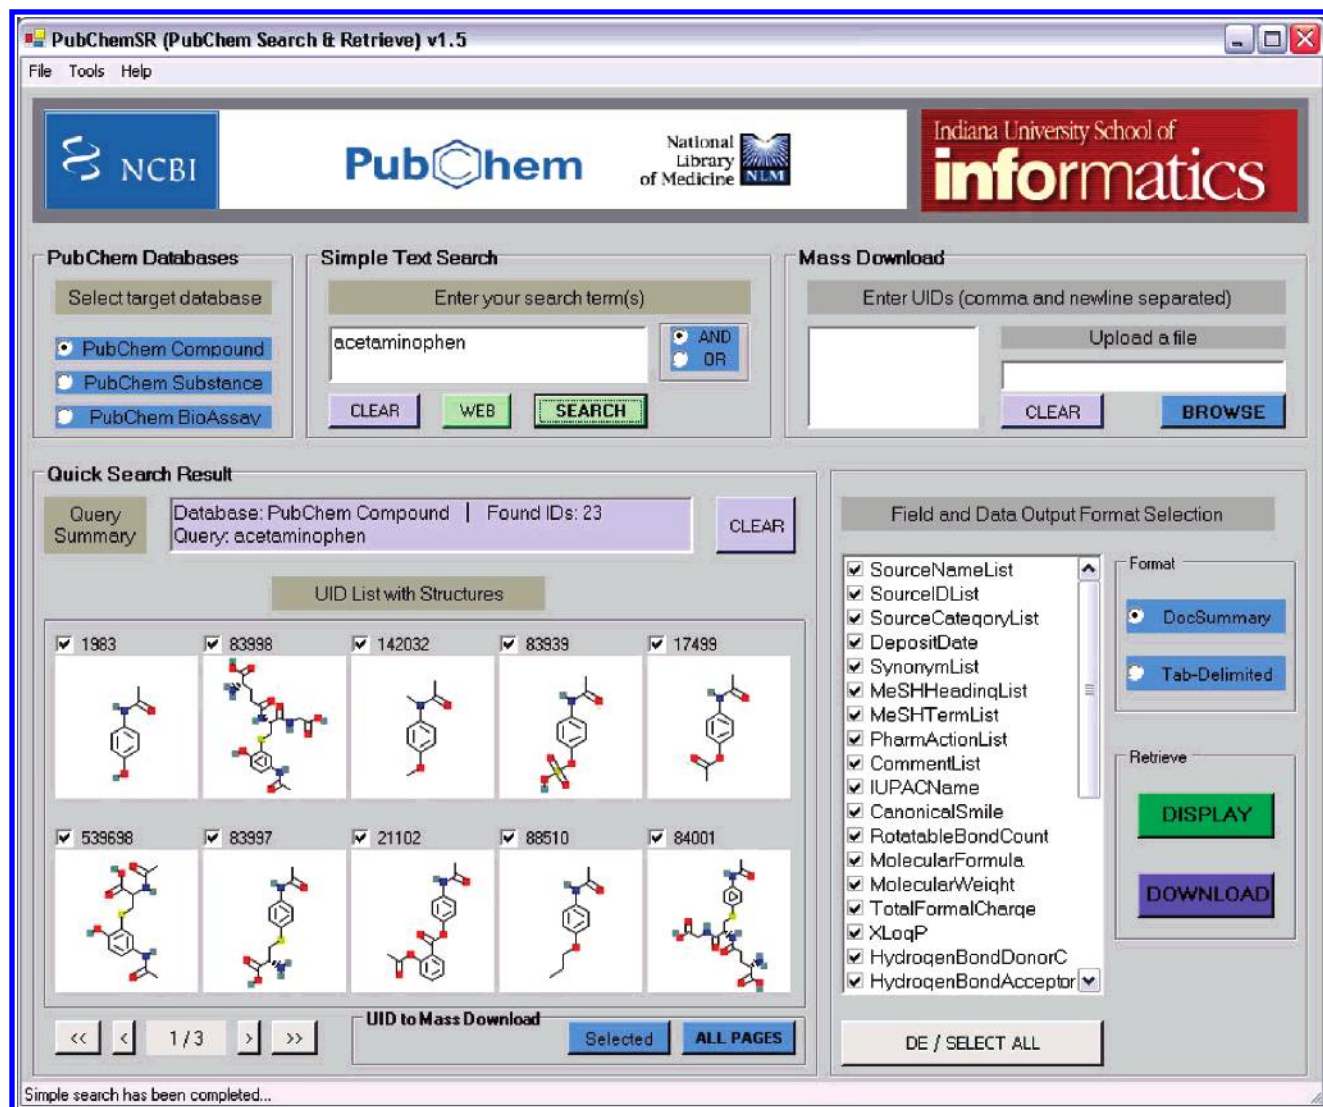 PubChemSR (PubChem Search & Retrieve) v1.5
File Tools Help
NCBI
PubChem
National
Library
of Medicine NLM
Indiana University School of
informatics
PubChem Databases
Select target database
PubChem Compound
PubChem Substance
PubChem BioAssay
Simple Text Search
Enter your search term(s)
acetaminophen
AND
OR
CLEAR WEB SEARCH
Mass Download
Enter UIDs (comma and newline separated)
Upload a file
CLEAR BROWSE
Quick Search Result
Query
Summary
Database: PubChem Compound | Found IDs: 23
Query: acetaminophen
CLEAR
UID List with Structures
1983 83998 142032 83939 17499
539698 83997 21102 88510 84001
<< < 1 / 3 > >>
UID to Mass Download
Selected ALL PAGES
Field and Data Output Format Selection
SourceNameList
SourceIDList
SourceCategoryList
DepositDate
SynonymList
MeSHHeadingList
MeSHTermList
PharmActionList
CommentList
IUPACName
CanonicalSmile
RotatableBondCount
MolecularFormula
MolecularWeight
TotalFormalCharge
XLogP
HydrogenBondDonorC
HydrogenBondAcceptor
DE / SELECT ALL
Format
DocSummary
Tab-Delimited
Retrieve
DISPLAY
DOWNLOAD
Simple search has been completed...